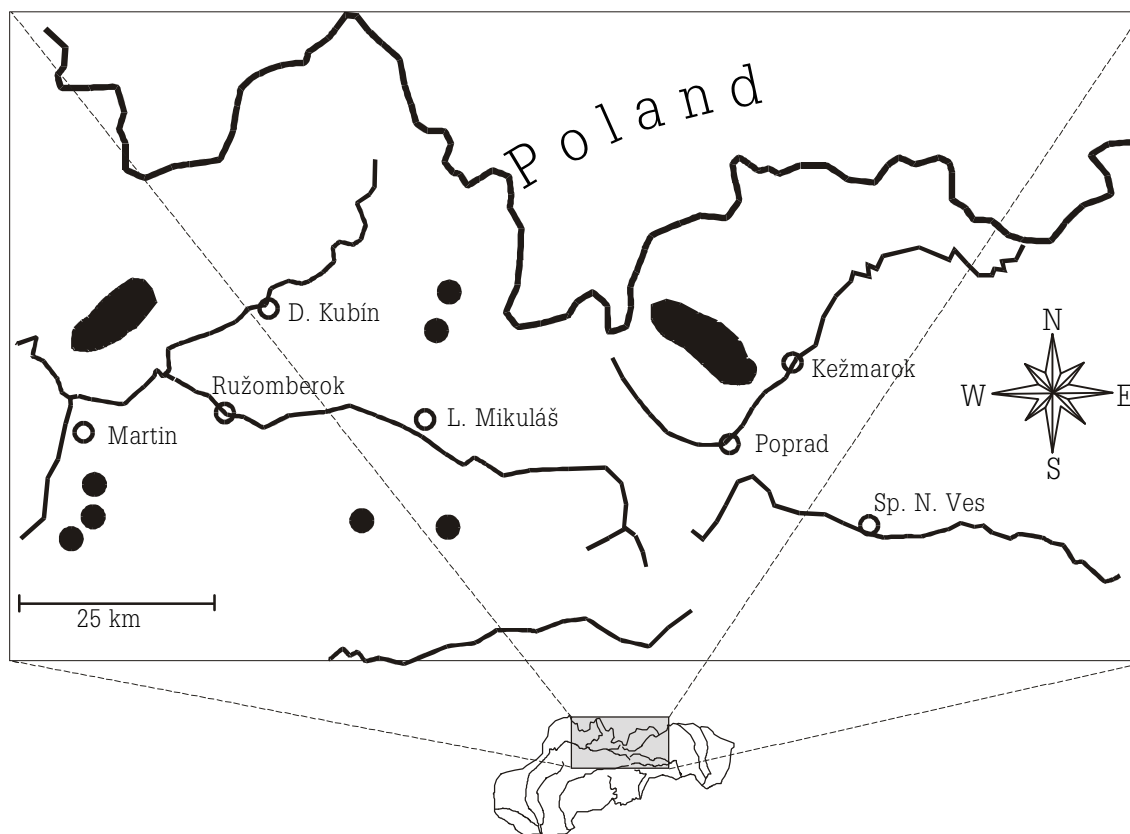 Poland
D. Kubín
N
Kežmarok
Ružomberok
W
E
L. Mikuláš
Martin
Poprad
S
Sp. N. Ves
25 km